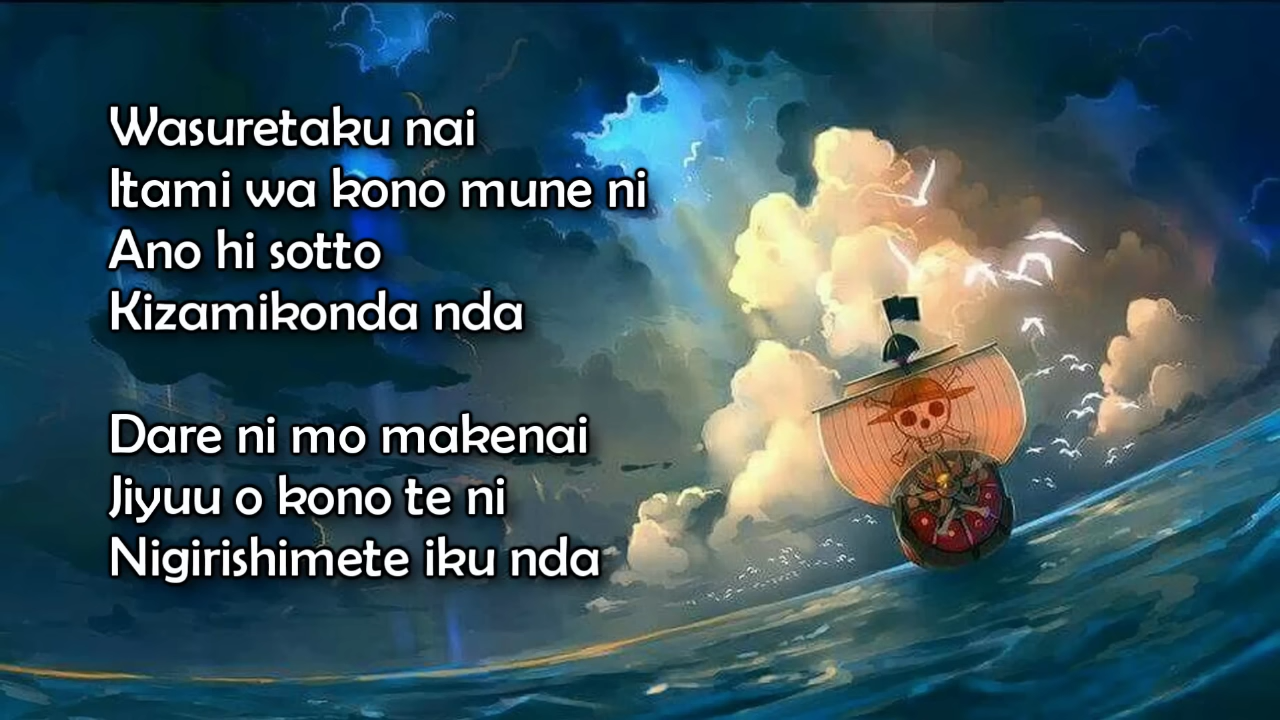 Wasuretaku nai
Itami wa kono mune ni
Ano hi sotto
Kizamikonda nda
Dare ni mo makenai
Jiyuu o kono te ni
Nigirishimete iku nda